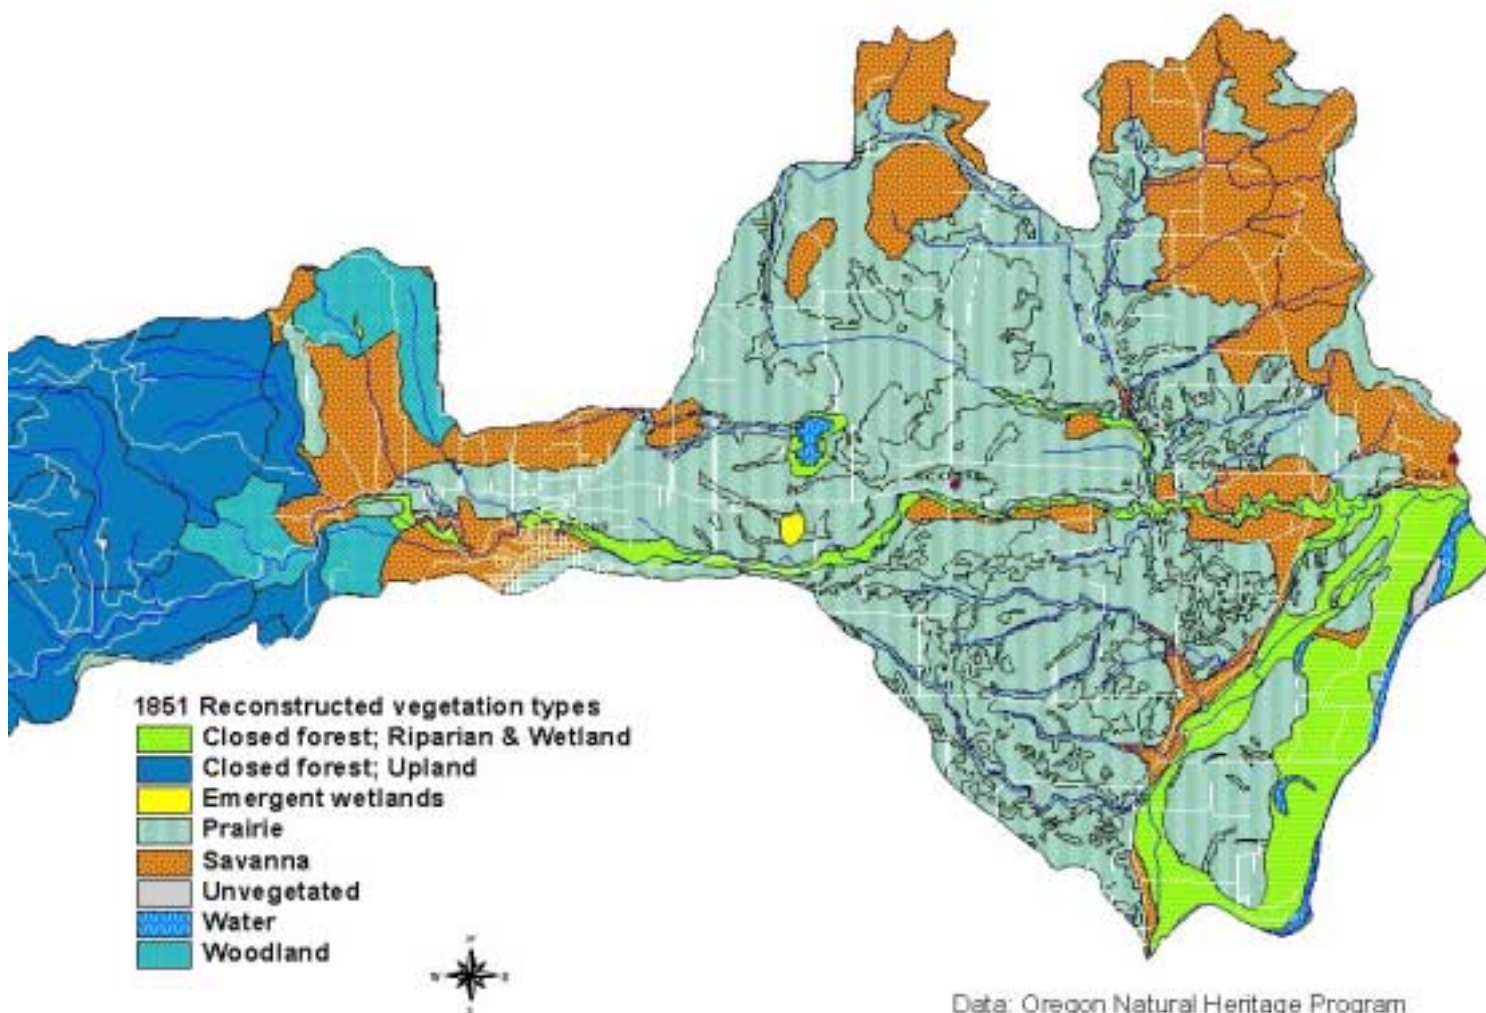 1851 Reconstructed vegetation types
Closed forest; Riparian & Wetland
Closed forest; Upland
Emergent wetlands
Prairie
Savanna
Unvegetated
Water
Woodland
Data: Oregon Natural Heritage Program